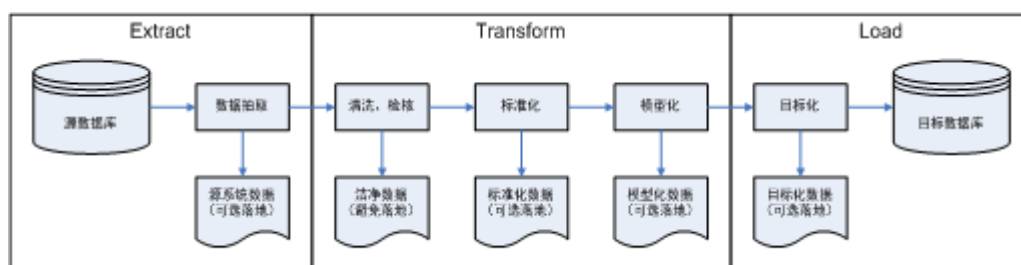 Extract
Transform
Load
源数据库
数据抽取
清洗，检核
标准化
模型化
目标化
目标数据库
源系统数据
（可选落地）
洁净数据
（避免落地）
标准化数据
（可选落地）
模型化数据
（可选落地）
目标化数据
（可选落地）